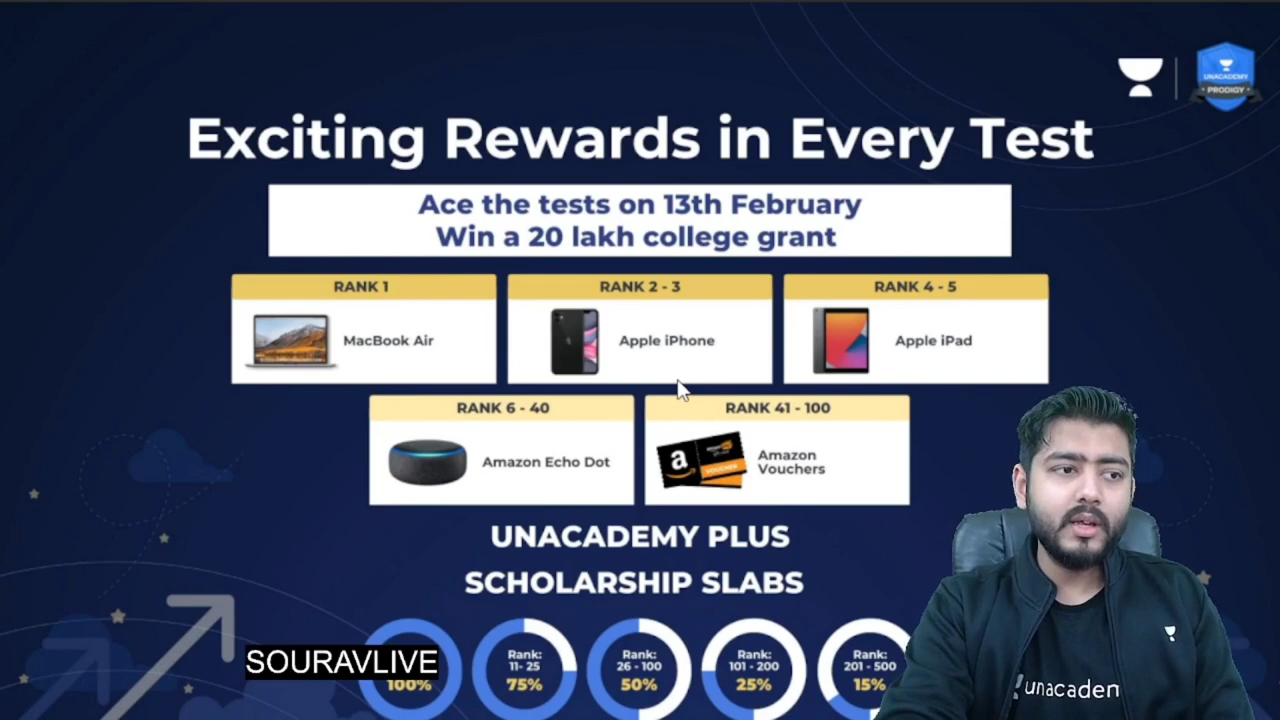 UNACADEMY
PRODIGY
Exciting Rewards in Every Test
Ace the tests on 13th February
Win a 20 lakh college grant
RANK 1
RANK 2 - 3
RANK 4 - 5
MacBook Air
Apple iPhone
Apple iPad
RANK 6 - 40
RANK 41 - 100
Amazon Echo Dot
a
VOUCHER
Amazon
Vouchers
UNACADEMY PLUS
SCHOLARSHIP SLABS
SOURAVLIVE
100%
Rank:
11- 25
75%
Rank:
26 - 100
50%
Rank:
101 - 200
25%
Rank:
201 - 500
15%
unacadem